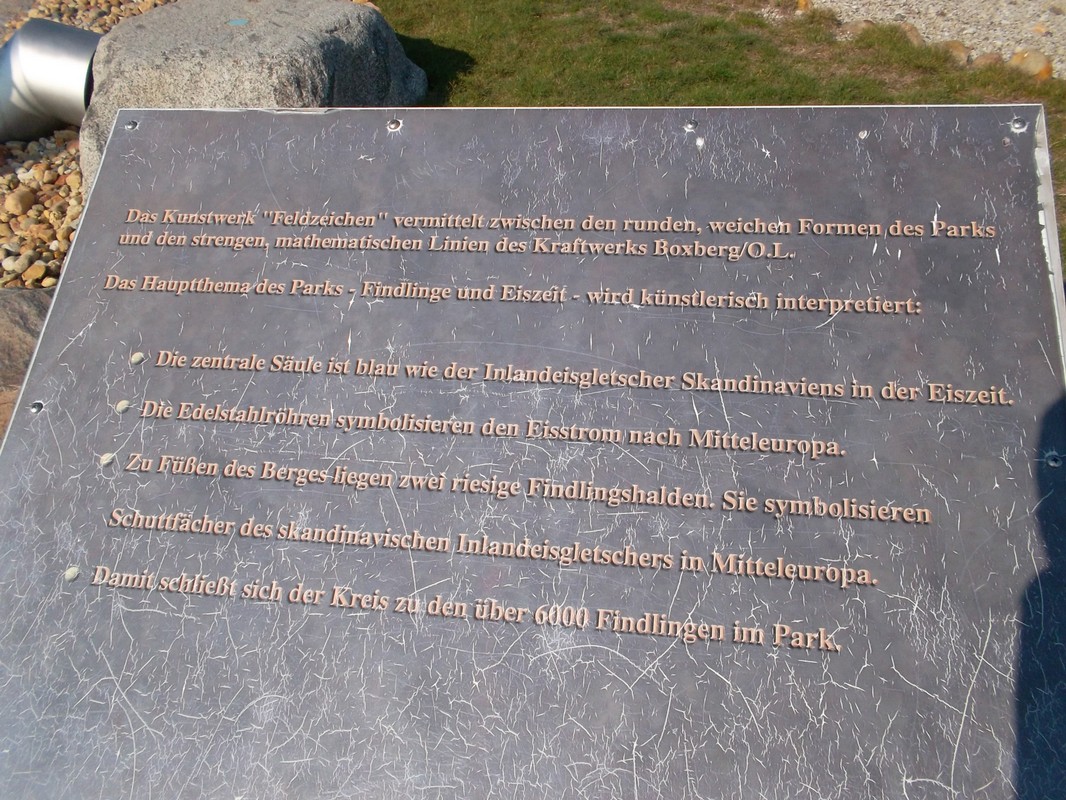 Das Kunstwerk "Feldzeichen" vermittelt zwischen den runden, weichen Formen des Parks
und den strengen, mathematischen Linien des Kraftwerks Boxberg/O.L.
Das Hauptthema des Parks - Findlinge und Eiszeit - wird künstlerisch interpretiert:
Die zentrale Säule ist blau wie der Inlandeisgletscher Skandinaviens in der Eiszeit.
Die Edelstahlröhren symbolisieren den Eisstrom nach Mitteleuropa.
Zu Füßen des Berges liegen zwei riesige Findlingshalden. Sie symbolisieren
Schuttfächer des skandinavischen Inlandeisgletschers in Mitteleuropa.
Damit schließt sich der Kreis zu den über 6000 Findlingen im Park.